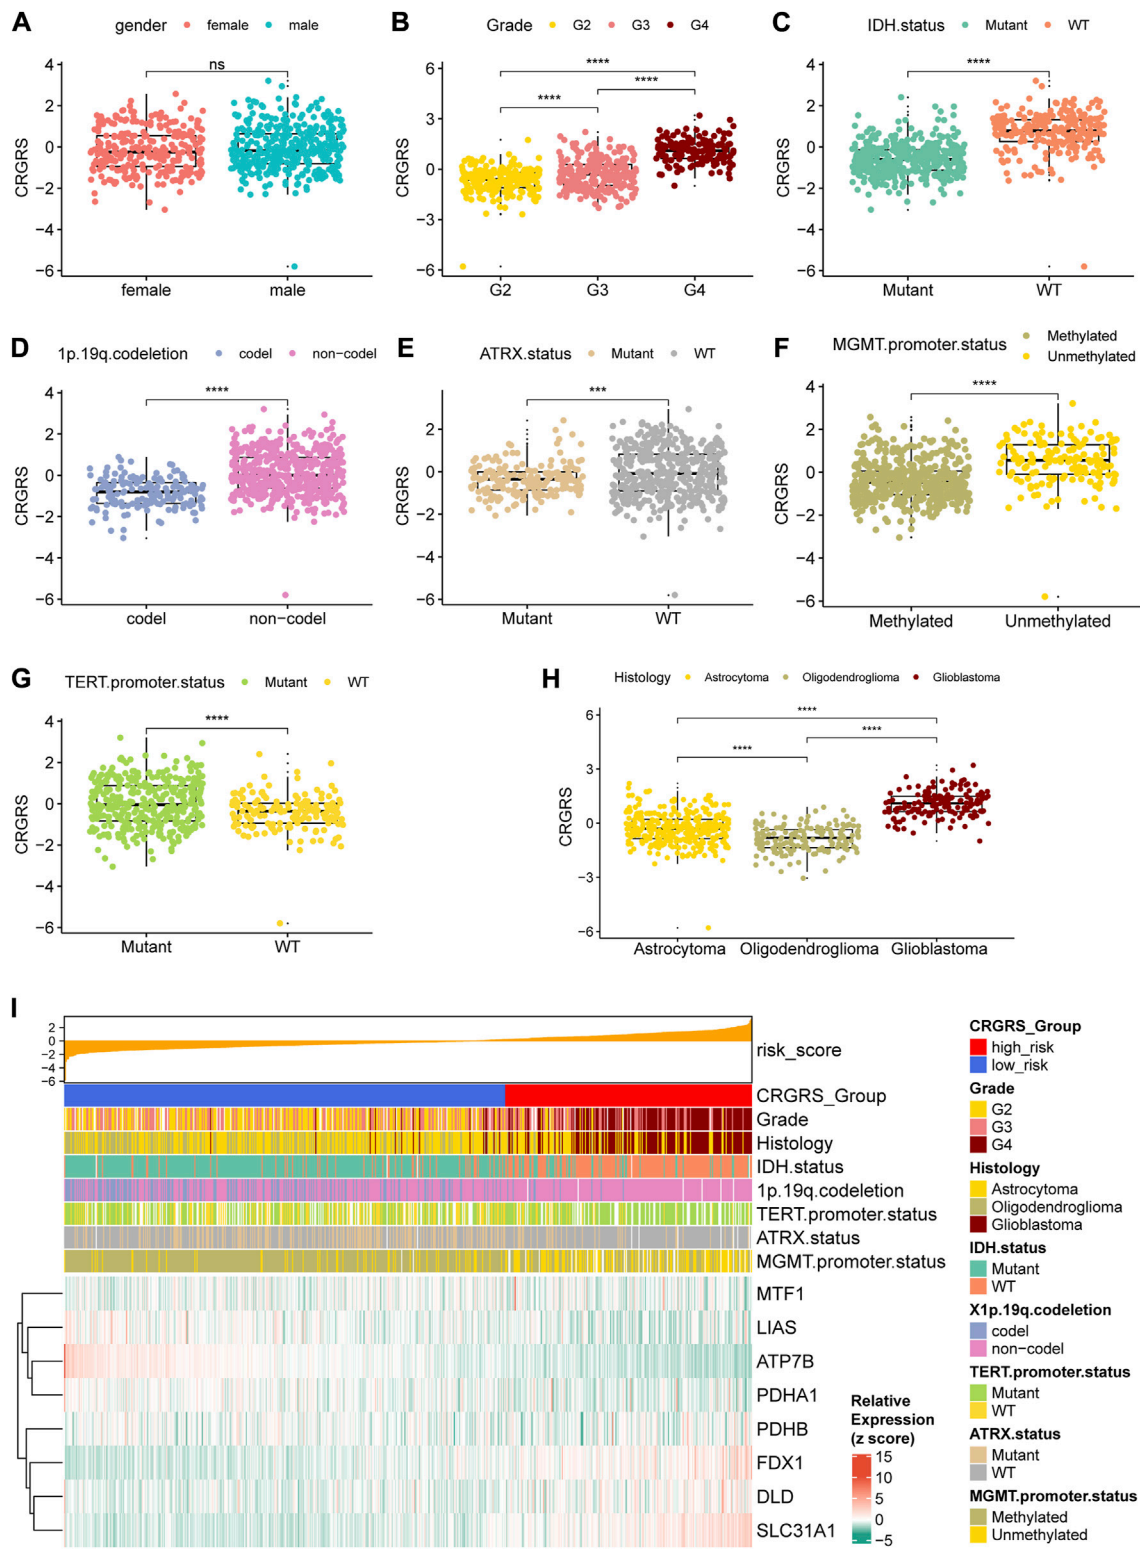 A
gender female male
ns
4
2
0
−2
−4
−6
CRGRS
female male
B
Grade G2 G3 G4
****
****
****
6
3
0
−3
−6
CRGRS
G2 G3 G4
C
IDH.status Mutant WT
****
4
2
0
−2
−4
−6
CRGRS
Mutant WT
D
1p.19q.codeletion codel non−codel
****
4
2
0
−2
−4
−6
CRGRS
codel non−codel
E
ATRX.status Mutant WT
***
2
0
−2
−4
−6
CRGRS
Mutant WT
F
MGMT.promoter.status Methylated
Unmethylated
****
4
2
0
−2
−4
−6
CRGRS
Methylated Unmethylated
G
TERT.promoter.status Mutant WT
****
4
2
0
−2
−4
−6
CRGRS
Mutant WT
H
Histology Astrocytoma Oligodendroglioma Glioblastoma
****
****
****
6
3
0
−3
−6
CRGRS
Astrocytoma Oligodendroglioma Glioblastoma
I
2
0
−2
−4
−6
risk_score
CRGRS_Group
Grade
Histology
IDH.status
1p.19q.codeletion
TERT.promoter.status
ATRX.status
MGMT.promoter.status
MTF1
LIAS
ATP7B
PDHA1
PDHB
FDX1
DLD
SLC31A1
Relative
Expression
(z score)
15
10
5
0
−5
CRGRS_Group
high_risk
low_risk
Grade
G2
G3
G4
Histology
Astrocytoma
Oligodendroglioma
Glioblastoma
IDH.status
Mutant
WT
X1p.19q.codeletion
codel
non−codel
TERT.promoter.status
Mutant
WT
ATRX.status
Mutant
WT
MGMT.promoter.status
Methylated
Unmethylated